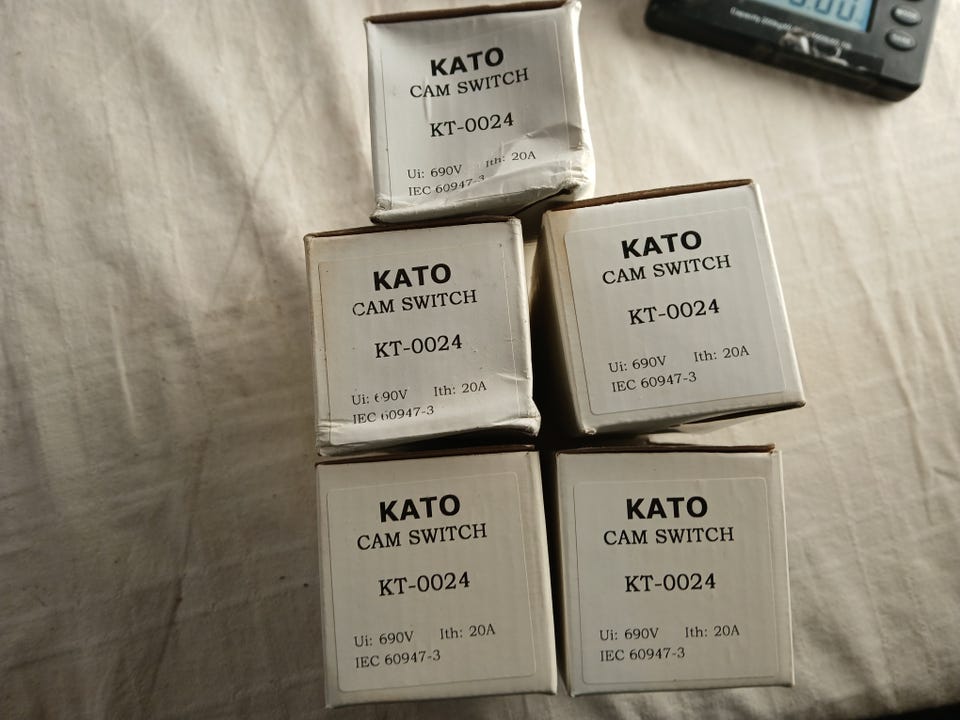 KATO
CAM SWITCH
KT-0024
Ui: 690V Ith: 20A
IEC 60947-3
KATO
CAM SWITCH
KT-0024
Ui: 690V Ith: 20A
IEC 60947-3
KATO
CAM SWITCH
KT-0024
Ui: 690V Ith: 20A
IEC 60947-3
KATO
CAM SWITCH
KT-0024
Ui: 690V Ith: 20A
IEC 60947-3
KATO
CAM SWITCH
KT-0024
Ui: 690V Ith: 20A
IEC 60947-3
Capacity